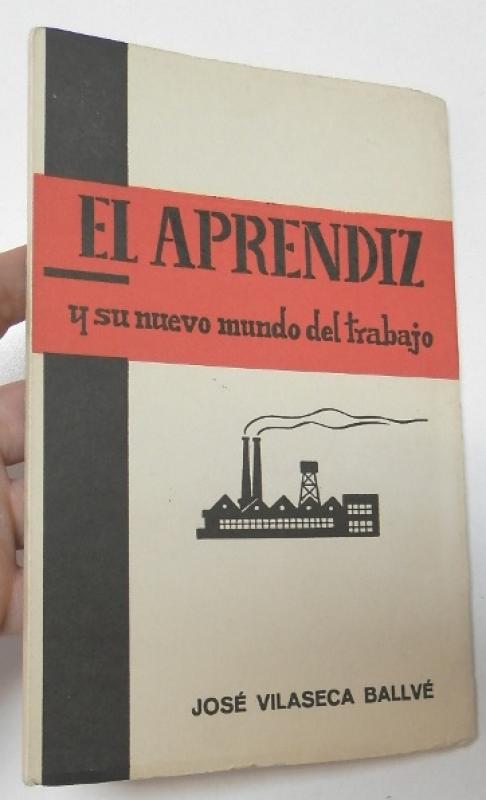 EL APRENDIZ
y su nuevo mundo del trabajo
JOSÉ VILASECA BALLVÉ